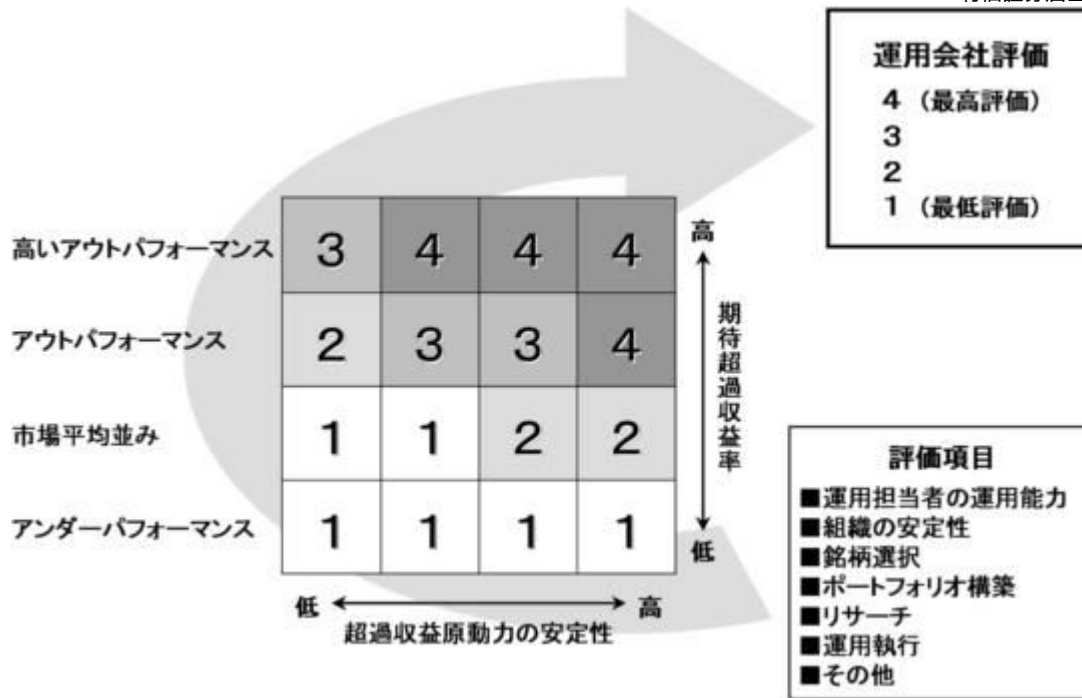 運用会社評価
4 (最高評価)
3
2
1 (最低評価)
高いアウトパフォーマンス 3 4 4 4
アウトパフォーマンス 2 3 3 4
市場平均並み 1 1 2 2
アンダーパフォーマンス 1 1 1 1
高
期待超過収益率
低
低 高
超過収益原動力の安定性
評価項目
■運用担当者の運用能力
■組織の安定性
■銘柄選択
■ポートフォリオ構築
■リサーチ
■運用執行
■その他